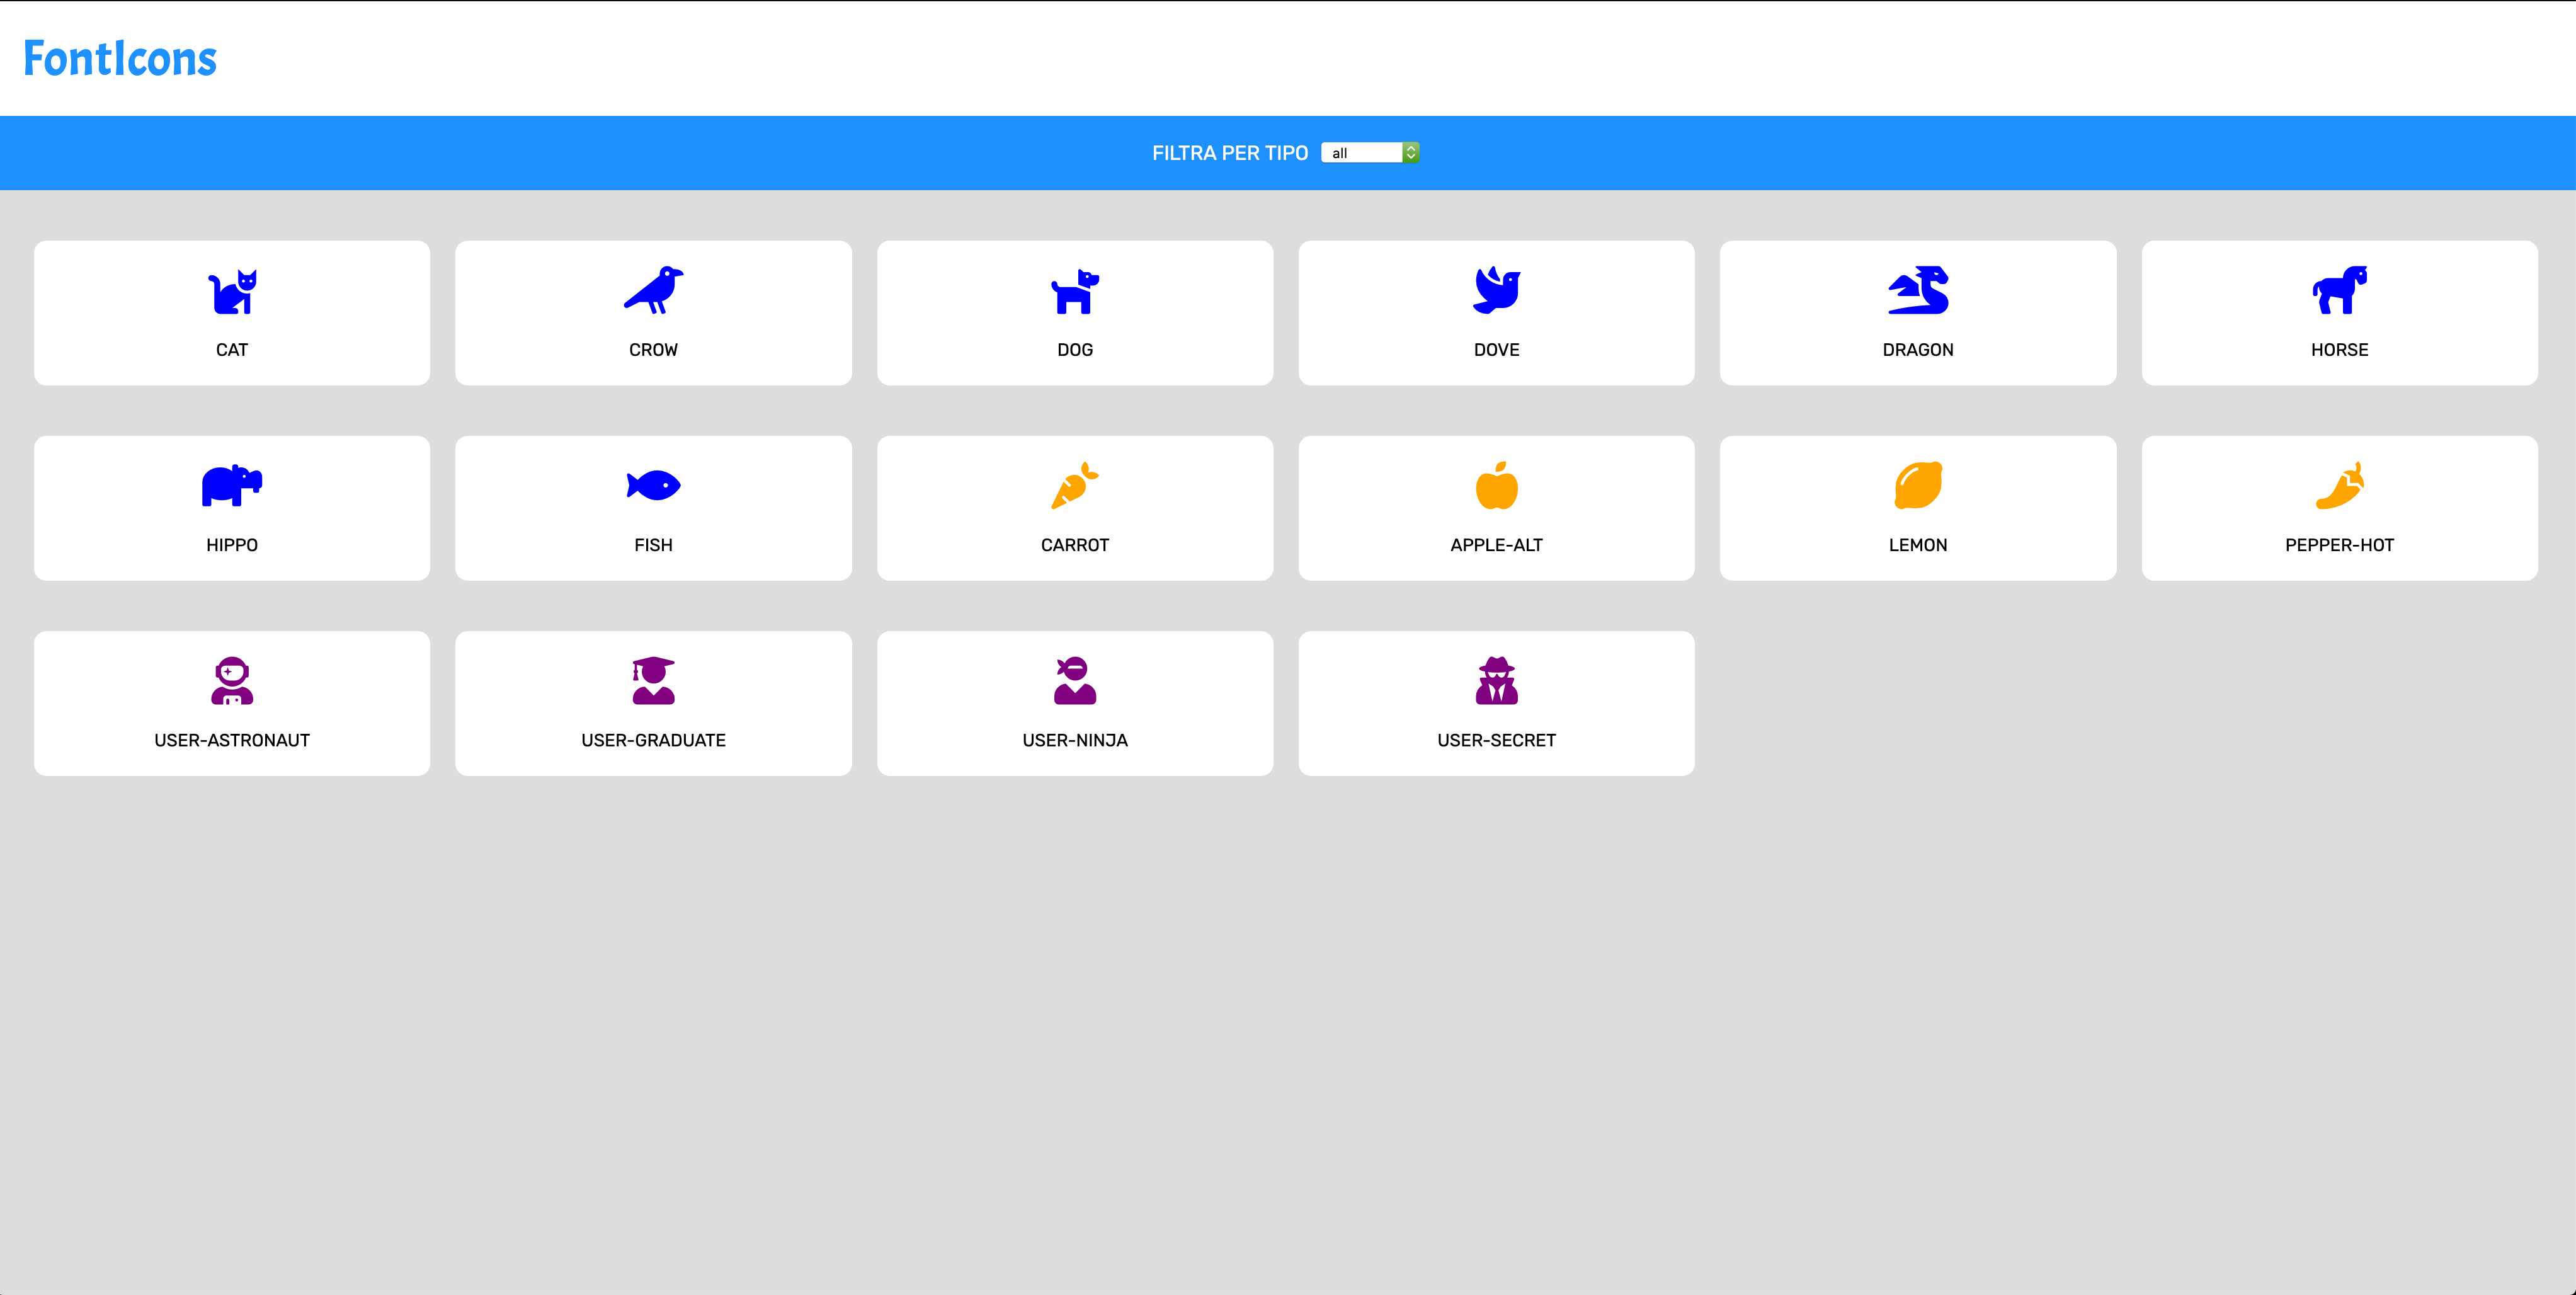 FontIcons
FILTRA PER TIPO all
CAT CROW DOG DOVE DRAGON HORSE
HIPPO FISH CARROT APPLE-ALT LEMON PEPPER-HOT
USER-ASTRONAUT USER-GRADUATE USER-NINJA USER-SECRET